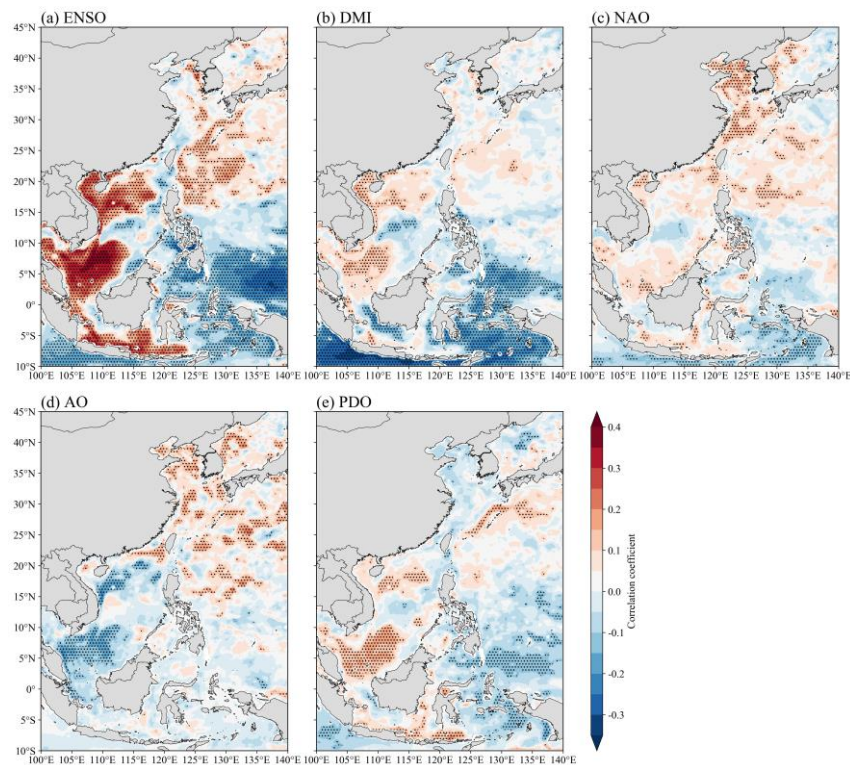 (a) ENSO
(b) DMI
(c) NAO
45°N
40°N
35°N
30°N
25°N
20°N
15°N
10°N
5°N
0°
5°S
10°S
100°E 105°E 110°E 115°E 120°E 125°E 130°E 135°E 140°E
100°E 105°E 110°E 115°E 120°E 125°E 130°E 135°E 140°E
100°E 105°E 110°E 115°E 120°E 125°E 130°E 135°E 140°E
(d) AO
(e) PDO
45°N
40°N
35°N
30°N
25°N
20°N
15°N
10°N
5°N
0°
5°S
10°S
100°E 105°E 110°E 115°E 120°E 125°E 130°E 135°E 140°E
100°E 105°E 110°E 115°E 120°E 125°E 130°E 135°E 140°E
0.4
0.3
0.2
0.1
0.0
-0.1
-0.2
-0.3
Correlation coefficient